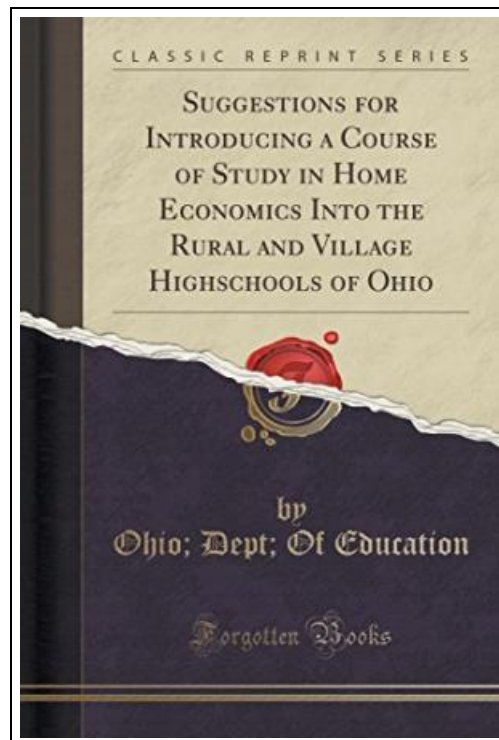 CLASSIC REPRINT SERIES
SUGGESTIONS FOR
INTRODUCING A COURSE
OF STUDY IN HOME
ECONOMICS INTO THE
RURAL AND VILLAGE
HIGHSCHOOLS OF OHIO
by
Ohio; Dept; Of Education
Forgotten Books